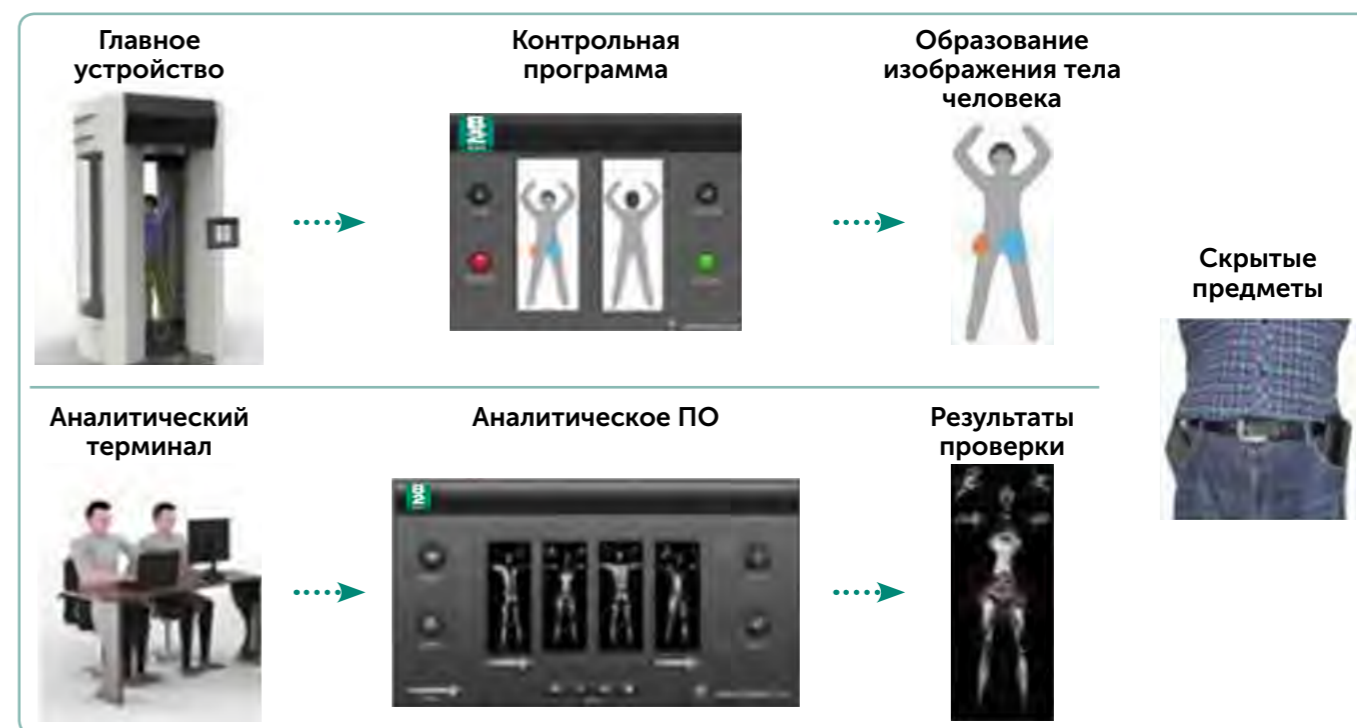 Главное
устройство
Контрольная
программа
Образование
изображения тела
человека
Скрытые
предметы
Аналитический
терминал
Аналитическое ПО
Результаты
проверки